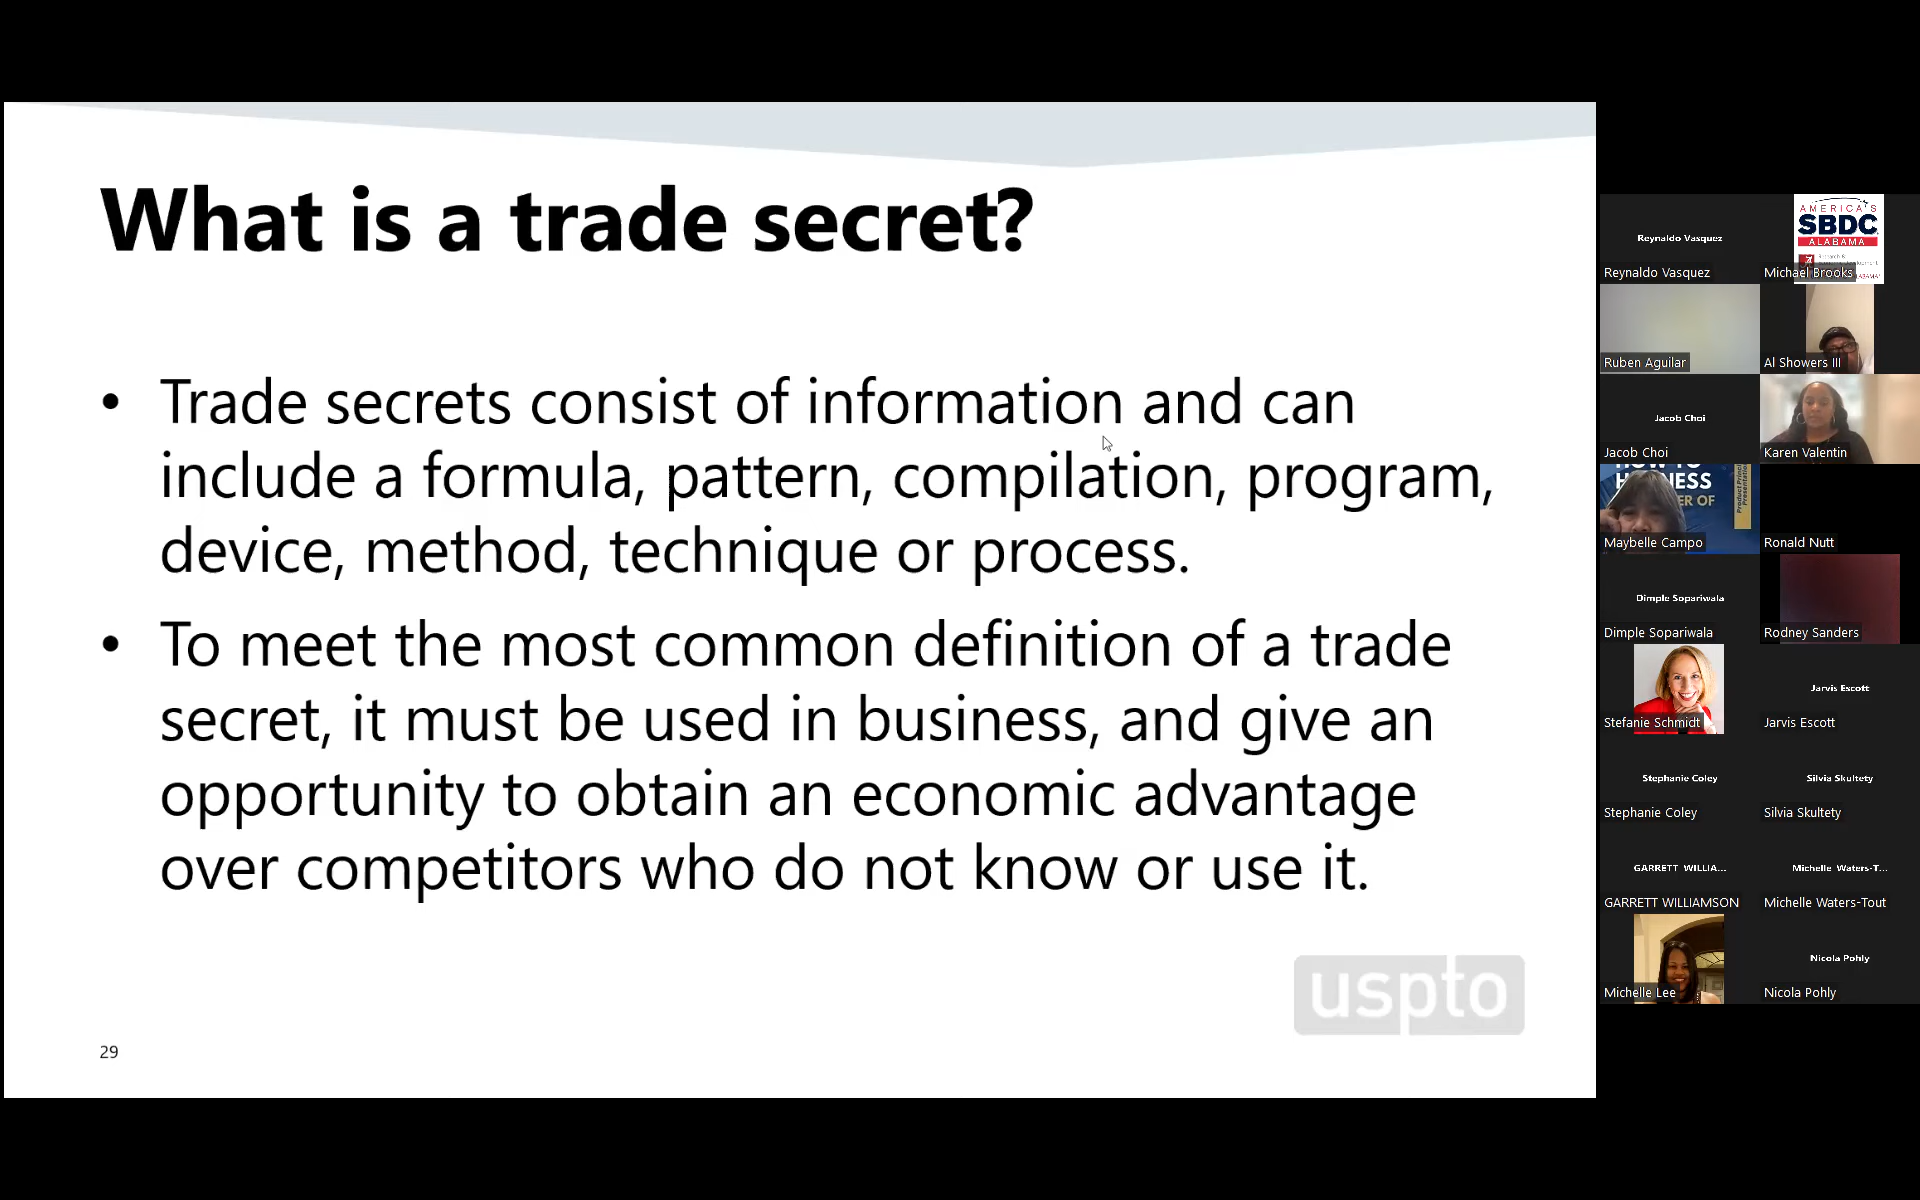 What is a trade secret?
• Trade secrets consist of information and can
include a formula, pattern, compilation, program,
device, method, technique or process.
• To meet the most common definition of a trade
secret, it must be used in business, and give an
opportunity to obtain an economic advantage
over competitors who do not know or use it.
uspto
29
Reynaldo Vasquez
Reynaldo Vasquez
AMERICA'S
SBDC
ALABAMA
Michael Brooks
Ruben Aguilar
Al Showers III
Jacob Choi
Jacob Choi
Karen Valentin
HOW TO
NESS
ER OF
Maybelle Campo
Ronald Nutt
Dimple Sopariwala
Dimple Sopariwala
Rodney Sanders
Stefanie Schmidt
Jarvis Escott
Jarvis Escott
Stephanie Coley
Stephanie Coley
Silvia Skultety
Silvia Skultety
GARRETT WILLIA...
GARRETT WILLIAMSON
Michelle Waters-T...
Michelle Waters-Tout
Michelle Lee
Nicola Pohly
Nicola Pohly